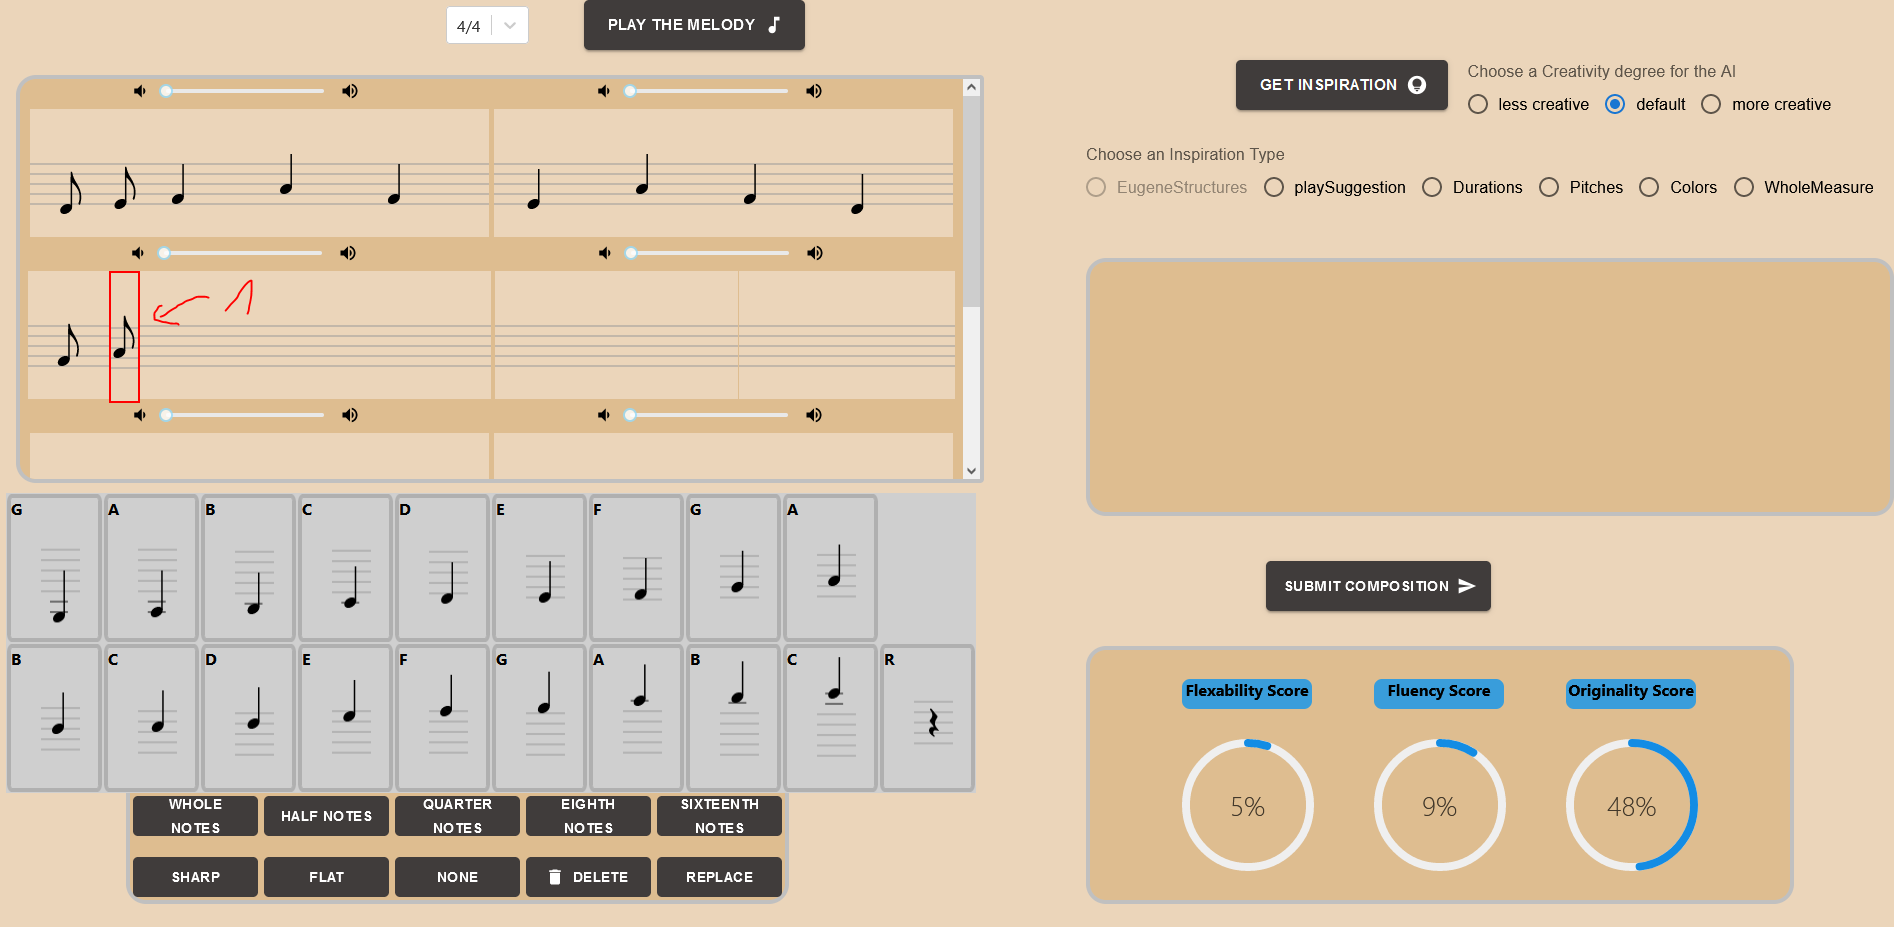 4/4
PLAY THE MELODY
GET INSPIRATION
Choose a Creativity degree for the AI
less creative default more creative
Choose an Inspiration Type
EugeneStructures playSuggestion Durations Pitches Colors WholeMeasure
1
G A B C D E F G A
B C D E F G A B C R
WHOLE NOTES
HALF NOTES
QUARTER NOTES
EIGHTH NOTES
SIXTEENTH NOTES
SHARP
FLAT
NONE
DELETE
REPLACE
SUBMIT COMPOSITION
Flexability Score Fluency Score Originality Score
5% 9% 48%